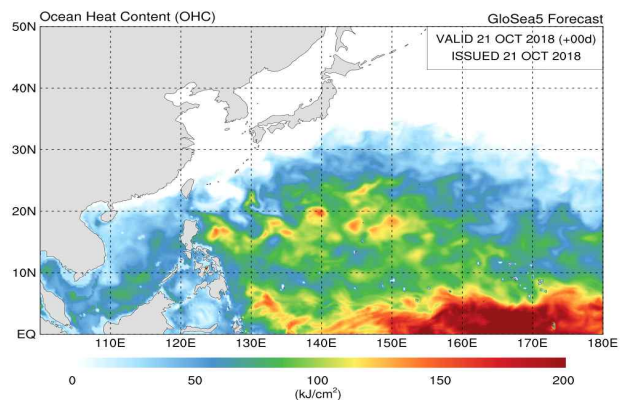 Ocean Heat Content (OHC) GloSea5 Forecast
VALID 21 OCT 2018 (+00d)
ISSUED 21 OCT 2018
50N
40N
30N
20N
10N
EQ
110E 120E 130E 140E 150E 160E 170E 180E
0 50 100 150 200
(kJ/cm²)